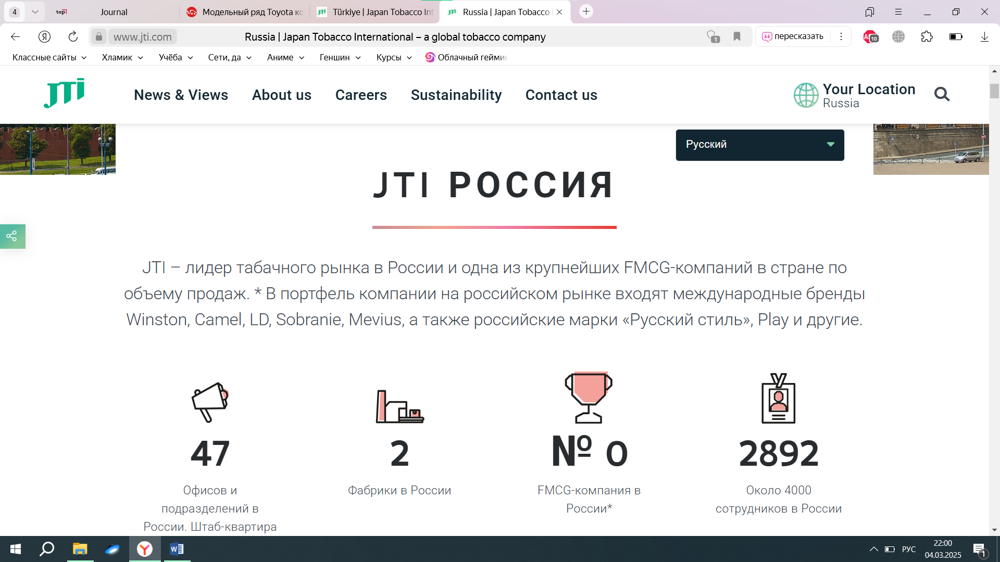 4
top1
Journal
Модельный ряд Toyota ко
Türkiye | Japan Tobacco Int
Russia | Japan Tobacco I
www.jti.com
Russia | Japan Tobacco International – a global tobacco company
1
пересказать
10
Классные сайты
Хламик
Учёба
Сети, да
Аниме
Геншин
Курсы
Облачный геймин
JTI
News & Views
About us
Careers
Sustainability
Contact us
Your Location
Russia
Русский
JTI РОССИЯ
JTI – лидер табачного рынка в России и одна из крупнейших FMCG-компаний в стране по
объему продаж. * В портфель компании на российском рынке входят международные бренды
Winston, Camel, LD, Sobranie, Mevius, а также российские марки «Русский стиль», Play и другие.
47
Офисов и
подразделений в
России. Штаб-квартира
2
Фабрики в России
№ 0
FMCG-компания в
России*
2892
Около 4000
сотрудников в России
РУС
22:00
04.03.2025
1